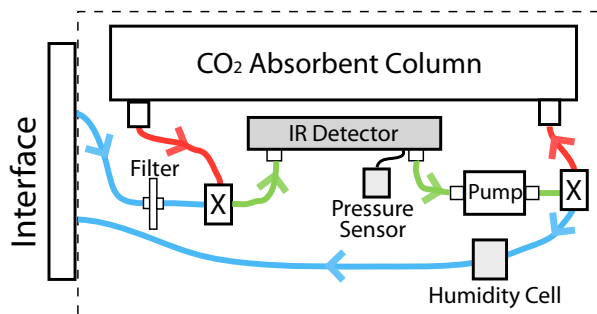 CO₂ Absorbent Column
IR Detector
Interface
Filter
X
Pressure
Sensor
Pump
X
Humidity Cell